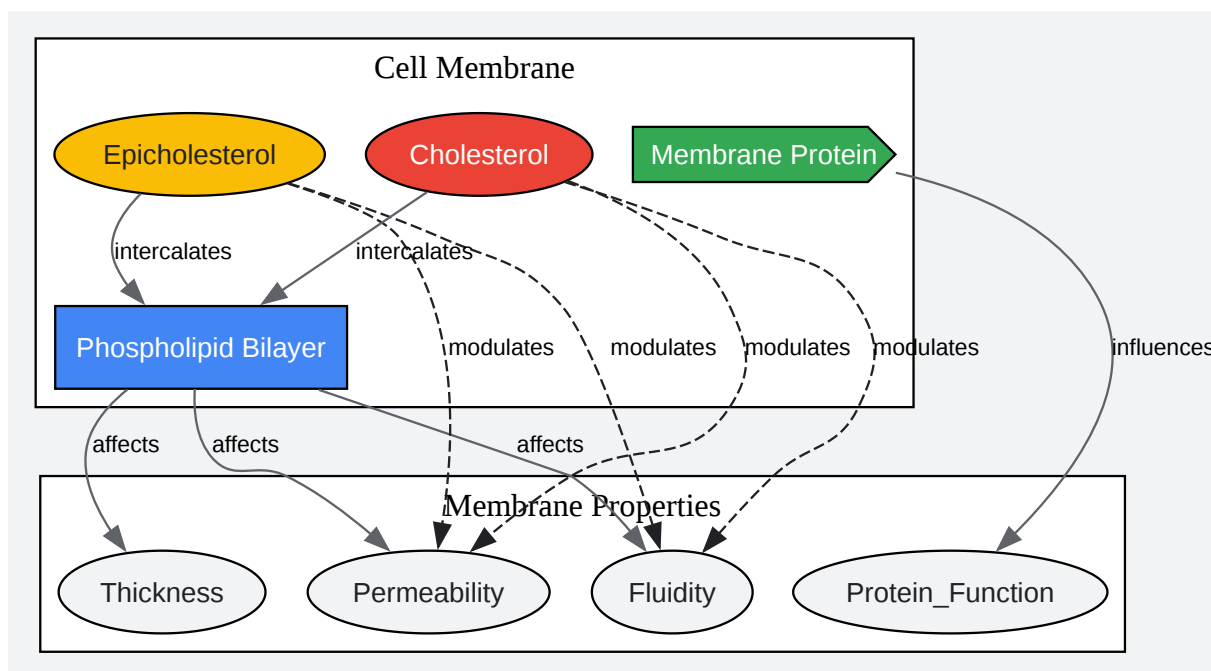 Cell Membrane
Epicholesterol
Cholesterol
Membrane Protein
intercalates
intercalates
Phospholipid Bilayer
modulates
modulates
modulates
modulates
influences
affects
affects
affects
Membrane Properties
Thickness
Permeability
Fluidity
Protein_Function